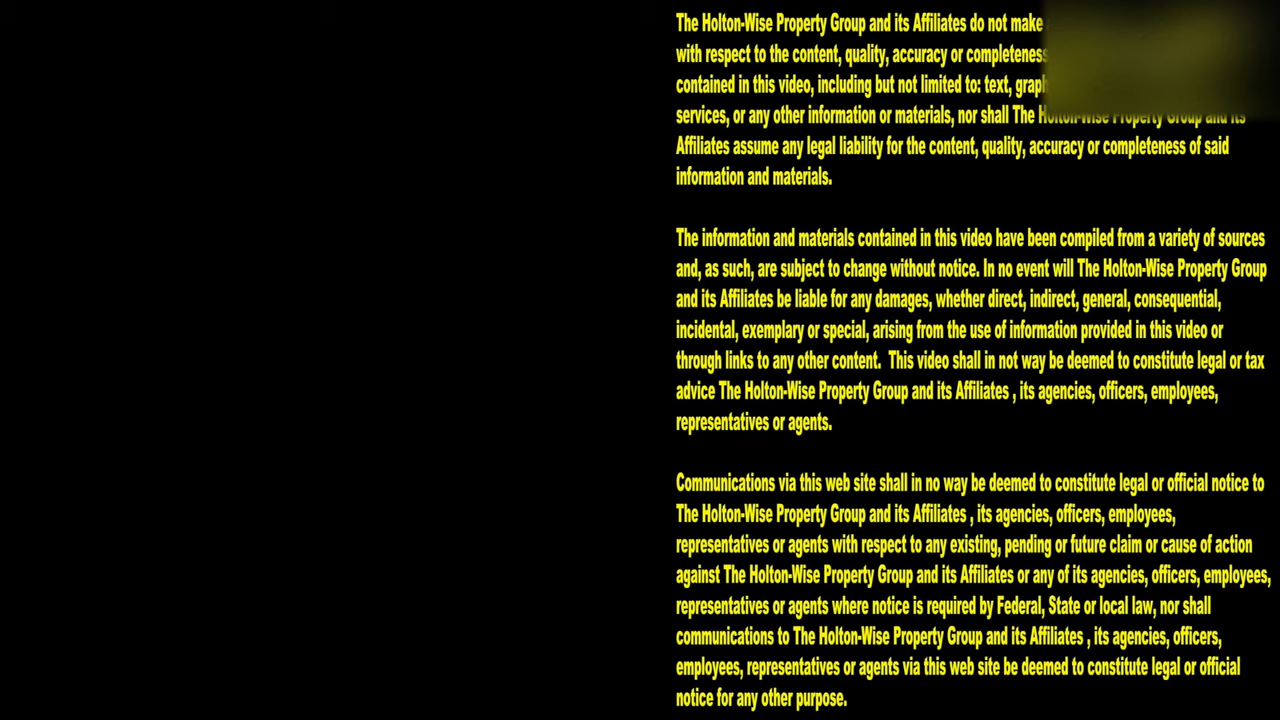 The Holton-Wise Property Group and its Affiliates do not make
with respect to the content, quality, accuracy or completeness
contained in this video, including but not limited to: text,
services, or any other information or materials, nor shall The Holton-Wise Property Group and its
Affiliates assume any legal liability for the content, quality, accuracy or completeness of said
information and materials.
The information and materials contained in this video have been compiled from a variety of sources
and, as such, are subject to change without notice. In no event will The Holton-Wise Property Group
and its Affiliates be liable for any damages, whether direct, indirect, general, consequential,
incidental, exemplary or special, arising from the use of information provided in this video or
through links to any other content.  This video shall in not way be deemed to constitute legal or tax
advice The Holton-Wise Property Group and its Affiliates , its agencies, officers, employees,
representatives or agents.
Communications via this web site shall in no way be deemed to constitute legal or official notice to
The Holton-Wise Property Group and its Affiliates , its agencies, officers, employees,
representatives or agents with respect to any existing, pending or future claim or cause of action
against The Holton-Wise Property Group and its Affiliates or any of its agencies, officers, employees,
representatives or agents where notice is required by Federal, State or local law, nor shall
communications to The Holton-Wise Property Group and its Affiliates , its agencies, officers,
employees, representatives or agents via this web site be deemed to constitute legal or official
notice for any other purpose.